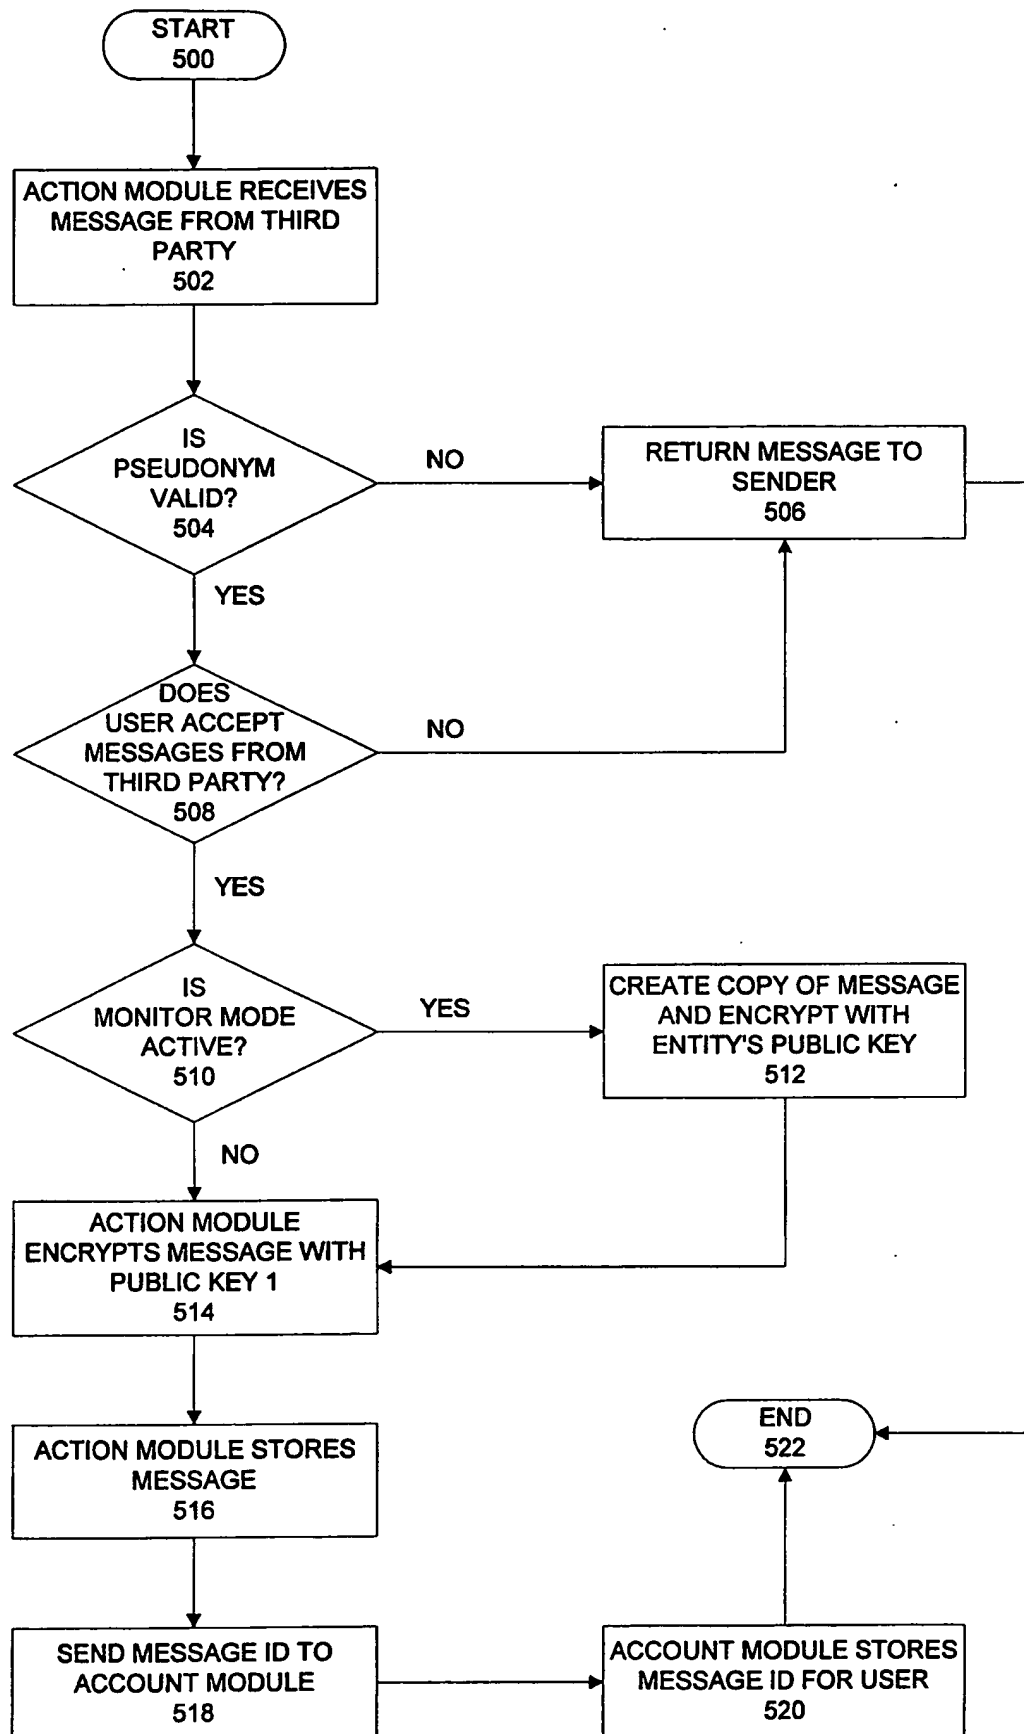 START
500
ACTION MODULE RECEIVES
MESSAGE FROM THIRD
PARTY
502
IS
PSEUDONYM
VALID?
504
NO
RETURN MESSAGE TO
SENDER
506
YES
DOES
USER ACCEPT
MESSAGES FROM
THIRD PARTY?
508
NO
YES
IS
MONITOR MODE
ACTIVE?
510
YES
CREATE COPY OF MESSAGE
AND ENCRYPT WITH
ENTITY'S PUBLIC KEY
512
NO
ACTION MODULE
ENCRYPTS MESSAGE WITH
PUBLIC KEY 1
514
ACTION MODULE STORES
MESSAGE
516
END
522
SEND MESSAGE ID TO
ACCOUNT MODULE
518
ACCOUNT MODULE STORES
MESSAGE ID FOR USER
520